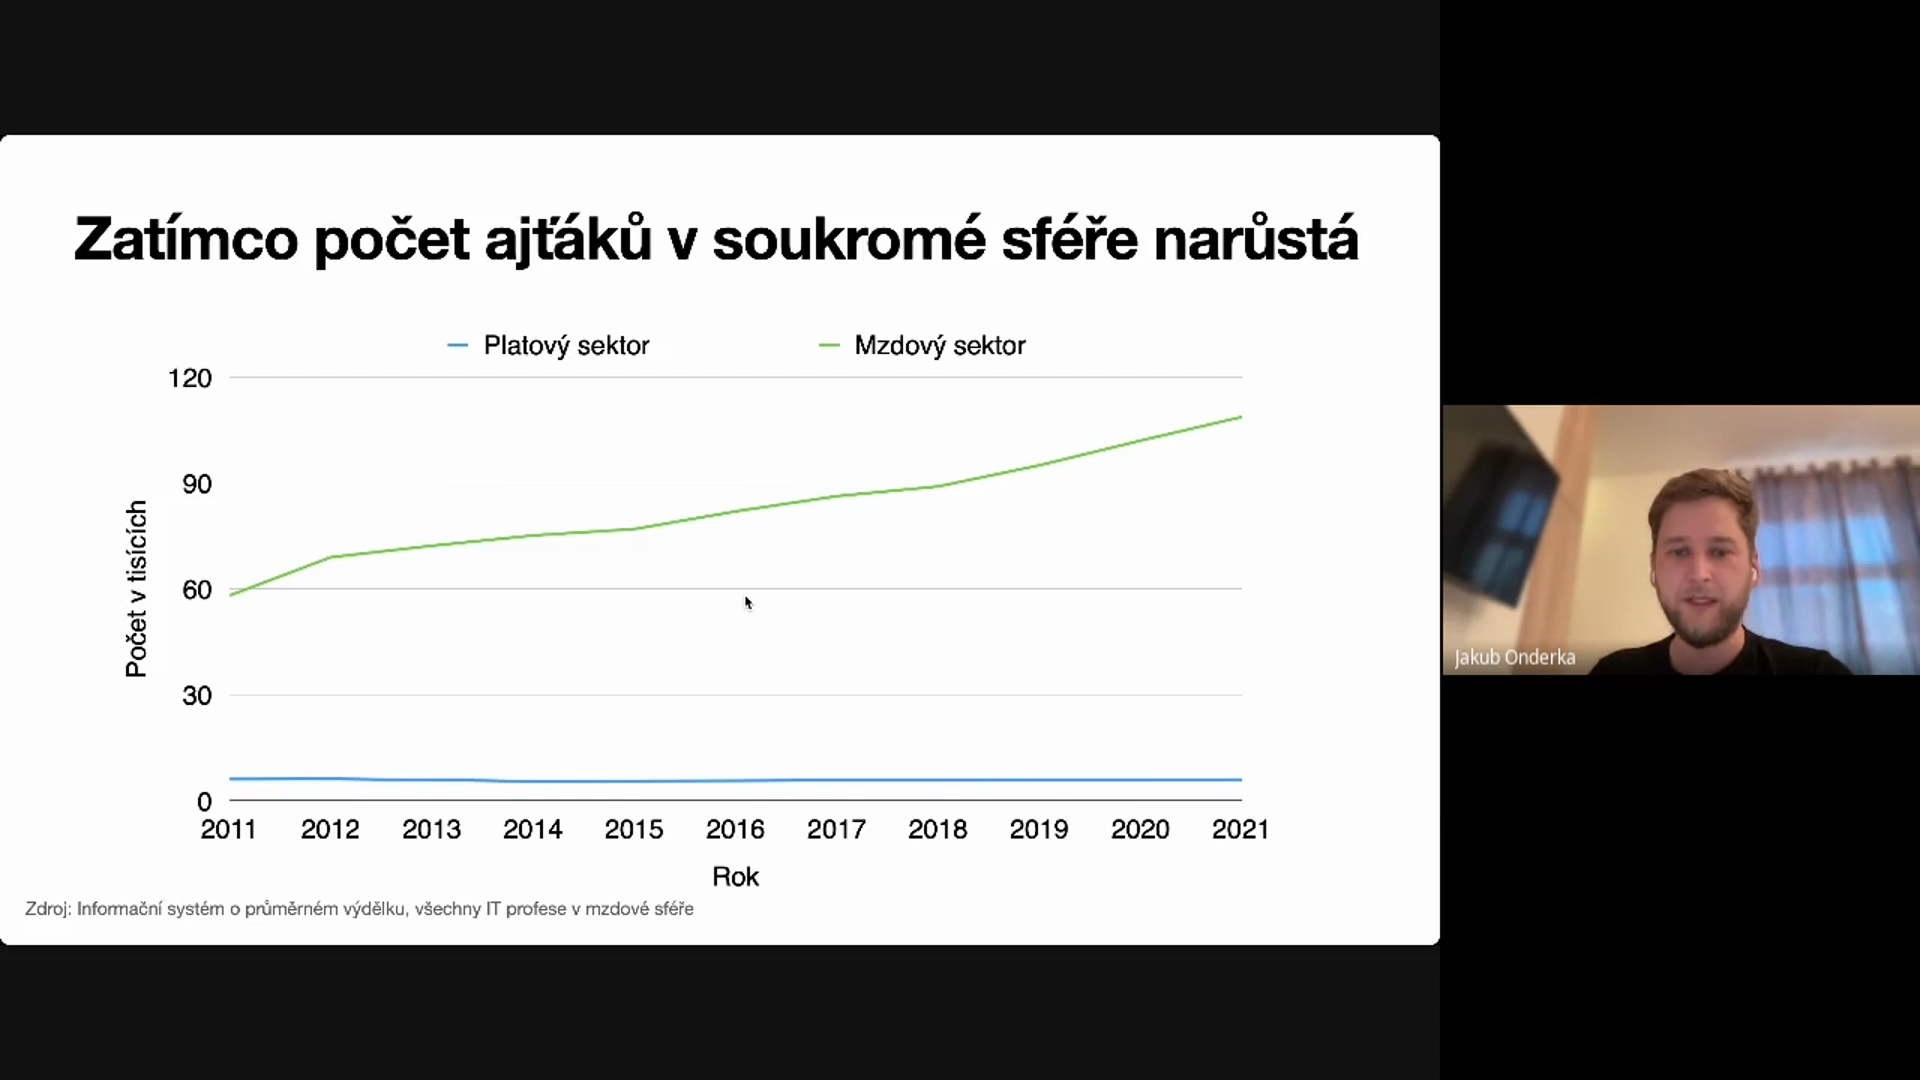 Zatímco počet ajťáků v soukromé sféře narůstá
Platový sektor
Mzdový sektor
120
90
60
30
0
Počet v tisících
2011 2012 2013 2014 2015 2016 2017 2018 2019 2020 2021
Rok
Zdroj: Informační systém o průměrném výdělku, všechny IT profese v mzdové sféře
Jakub Onderka